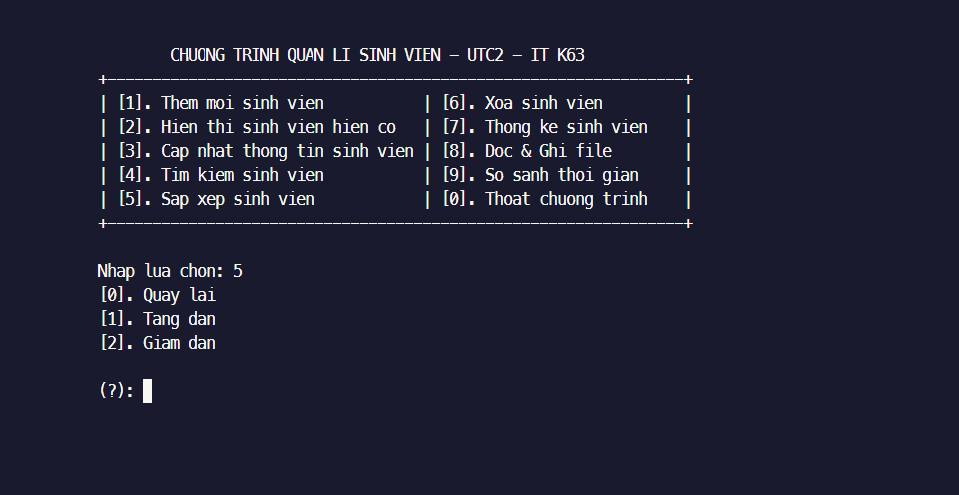 CHUONG TRINH QUAN LI SINH VIEN - UTC2 - IT K63
+----------------------------------------------------------------+
| [1]. Them moi sinh vien           | [6]. Xoa sinh vien         |
| [2]. Hien thi sinh vien hien co   | [7]. Thong ke sinh vien    |
| [3]. Cap nhat thong tin sinh vien | [8]. Doc & Ghi file        |
| [4]. Tim kiem sinh vien           | [9]. So sanh thoi gian     |
| [5]. Sap xep sinh vien            | [0]. Thoat chuong trinh    |
+----------------------------------------------------------------+
Nhap lua chon: 5
[0]. Quay lai
[1]. Tang dan
[2]. Giam dan
(?):